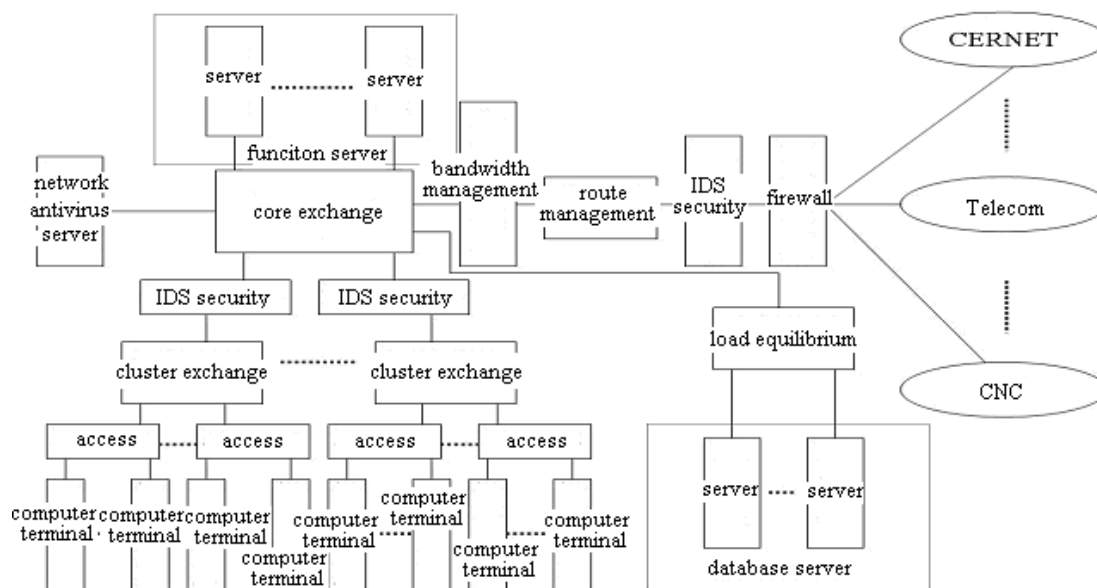 CERNET
server
server
funciton server
bandwidth
management
network
antivirus
server
core exchange
route
management
IDS
security
firewall
Telecom
IDS security
IDS security
load equilibrium
cluster exchange
cluster exchange
CNC
access
access
access
access
server
server
database server
computer
terminal
computer
terminal
computer
terminal
computer
terminal
computer
terminal
computer
terminal
computer
terminal
computer
terminal